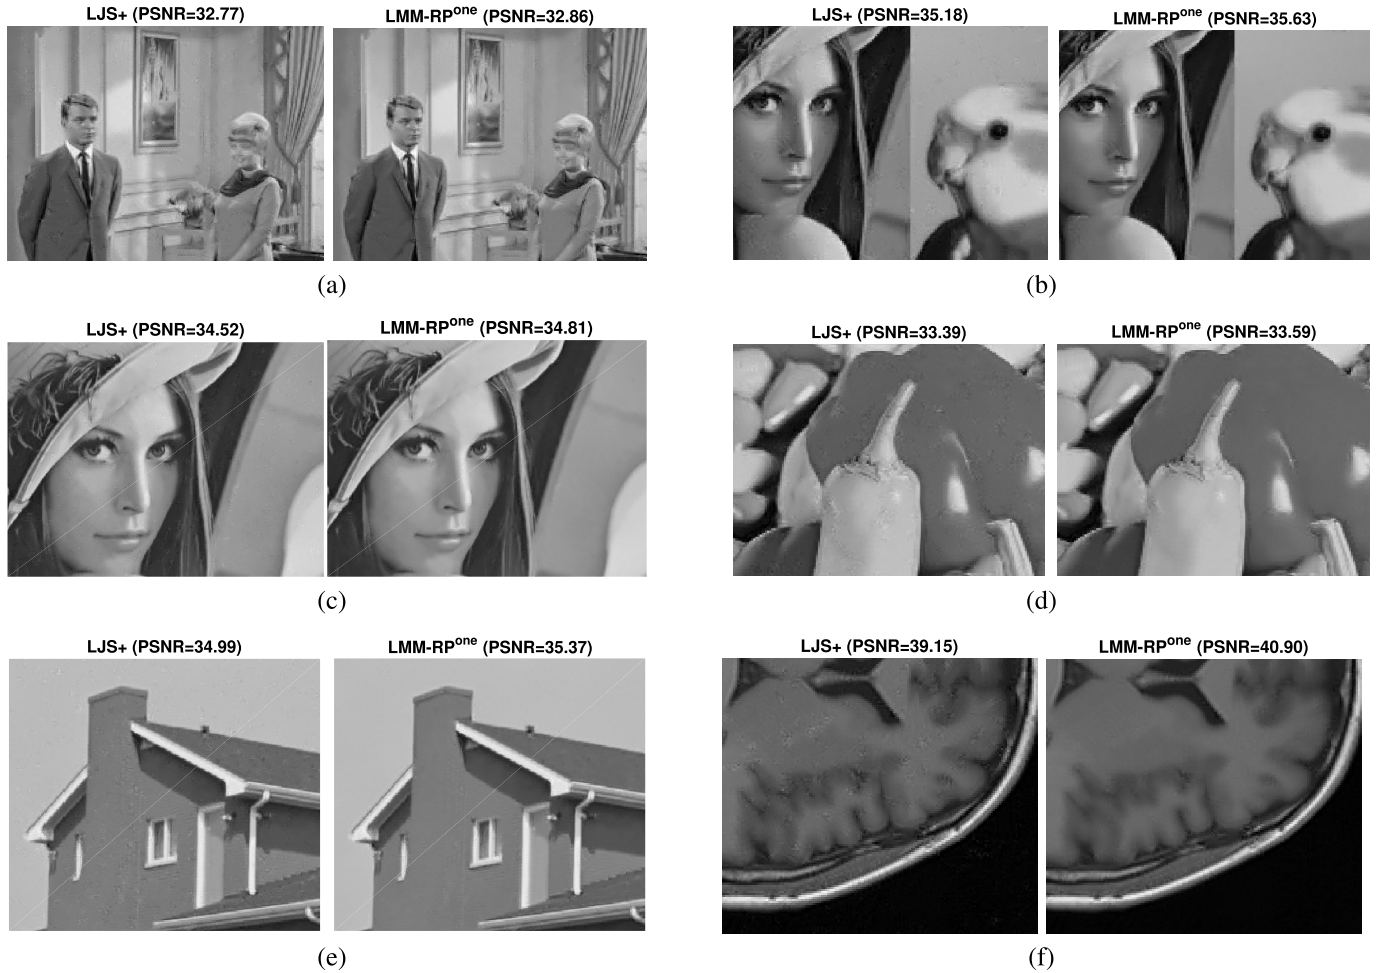 LJS+ (PSNR=32.77)
LMM-RPone (PSNR=32.86)
LJS+ (PSNR=35.18)
LMM-RPone (PSNR=35.63)
(a)
(b)
LJS+ (PSNR=34.52)
LMM-RPone (PSNR=34.81)
LJS+ (PSNR=33.39)
LMM-RPone (PSNR=33.59)
(c)
(d)
LJS+ (PSNR=34.99)
LMM-RPone (PSNR=35.37)
LJS+ (PSNR=39.15)
LMM-RPone (PSNR=40.90)
(e)
(f)